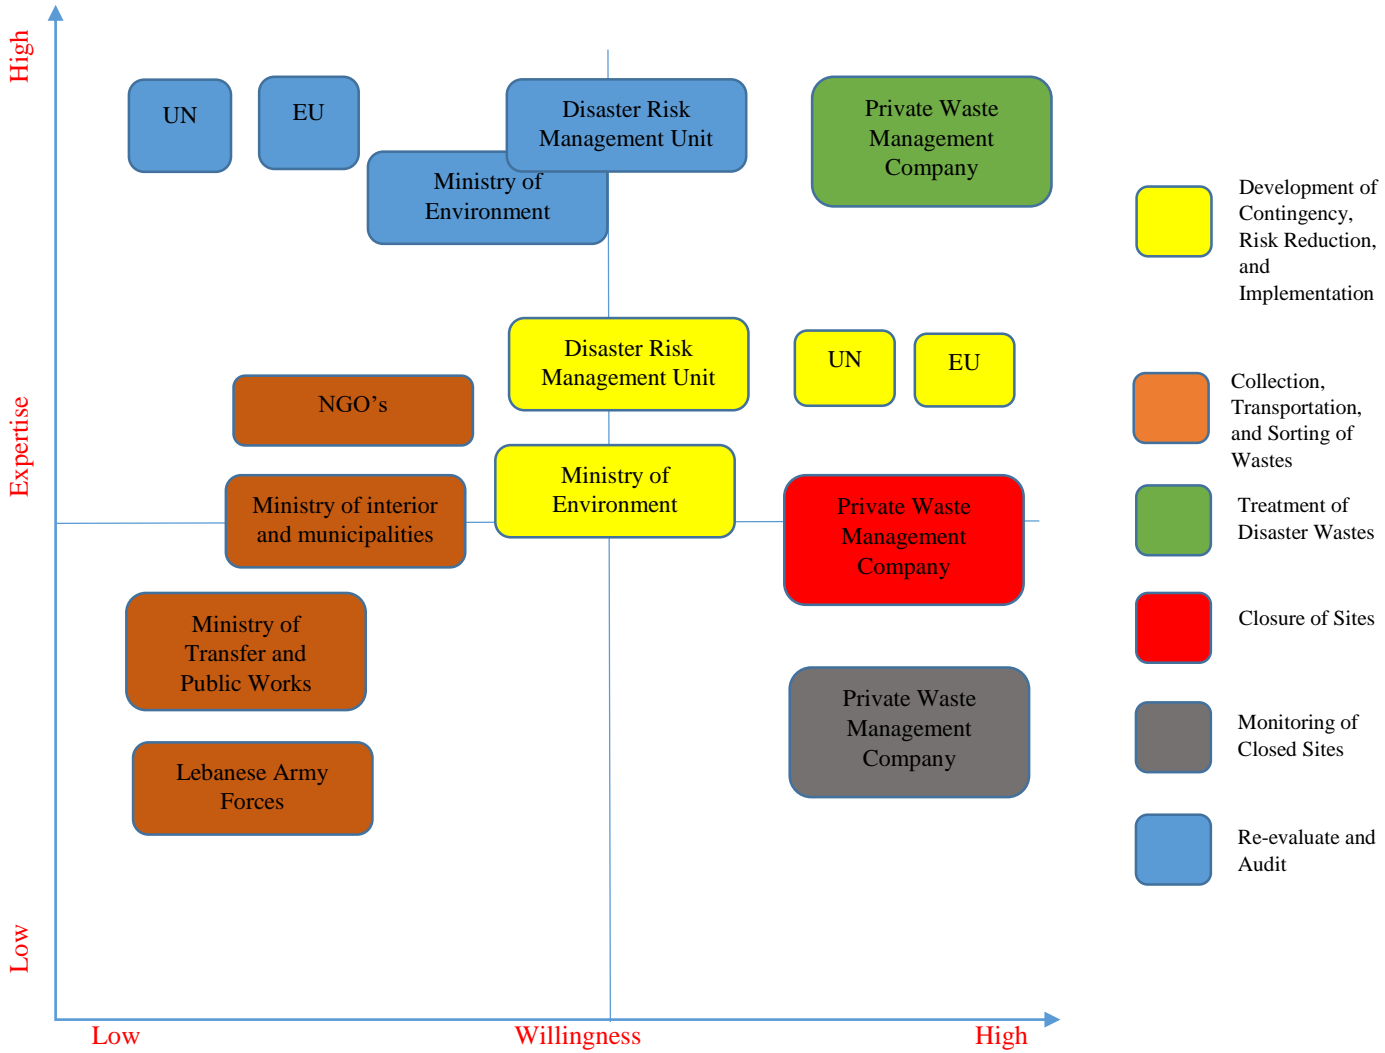 High
Expertise
Low
UN
EU
Disaster Risk
Management Unit
Ministry of
Environment
Private Waste
Management
Company
Disaster Risk
Management Unit
UN
EU
NGO’s
Ministry of
Environment
Ministry of interior
and municipalities
Private Waste
Management
Company
Ministry of
Transfer and
Public Works
Private Waste
Management
Company
Lebanese Army
Forces
Low
Willingness
High
Development of
Contingency,
Risk Reduction,
and
Implementation
Collection,
Transportation,
and Sorting of
Wastes
Treatment of
Disaster Wastes
Closure of Sites
Monitoring of
Closed Sites
Re-evaluate and
Audit